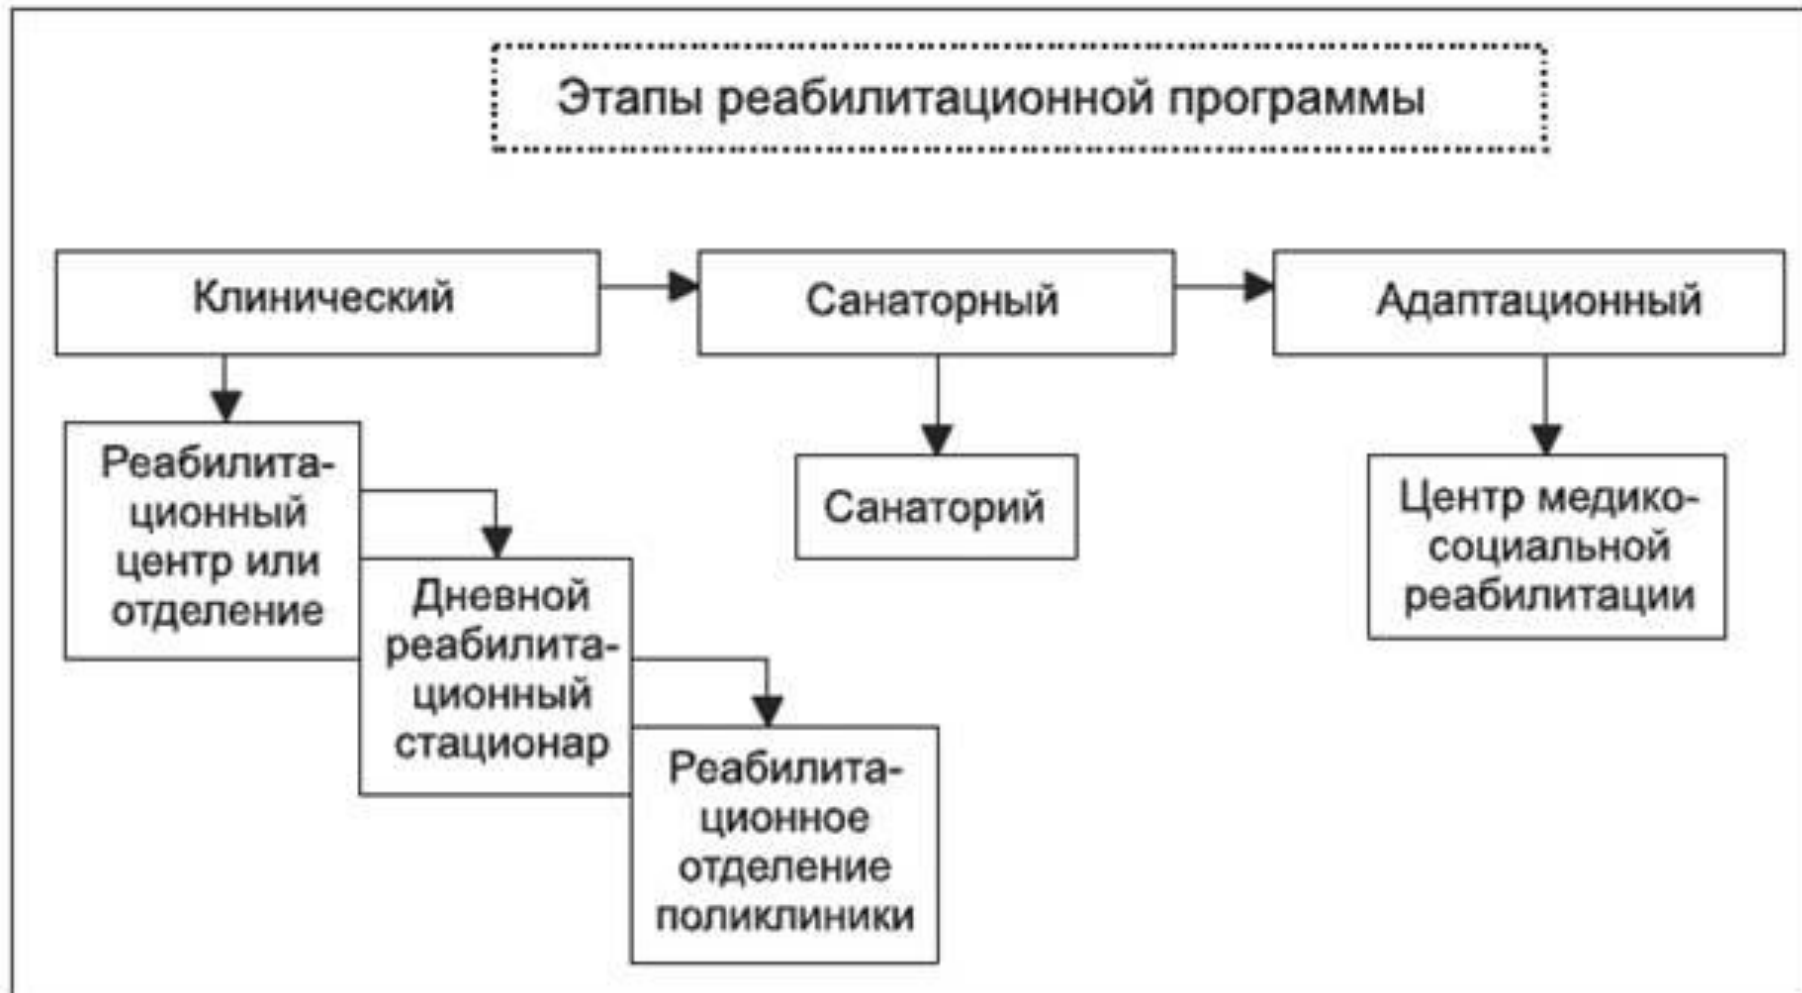 Этапы реабилитационной программы
Клинический
Санаторный
Адаптационный
Реабилита-
ционный
центр или
отделение
Дневной
реабилита-
ционный
стационар
Реабилита-
ционное
отделение
поликлиники
Санаторий
Центр медико-
социальной
реабилитации